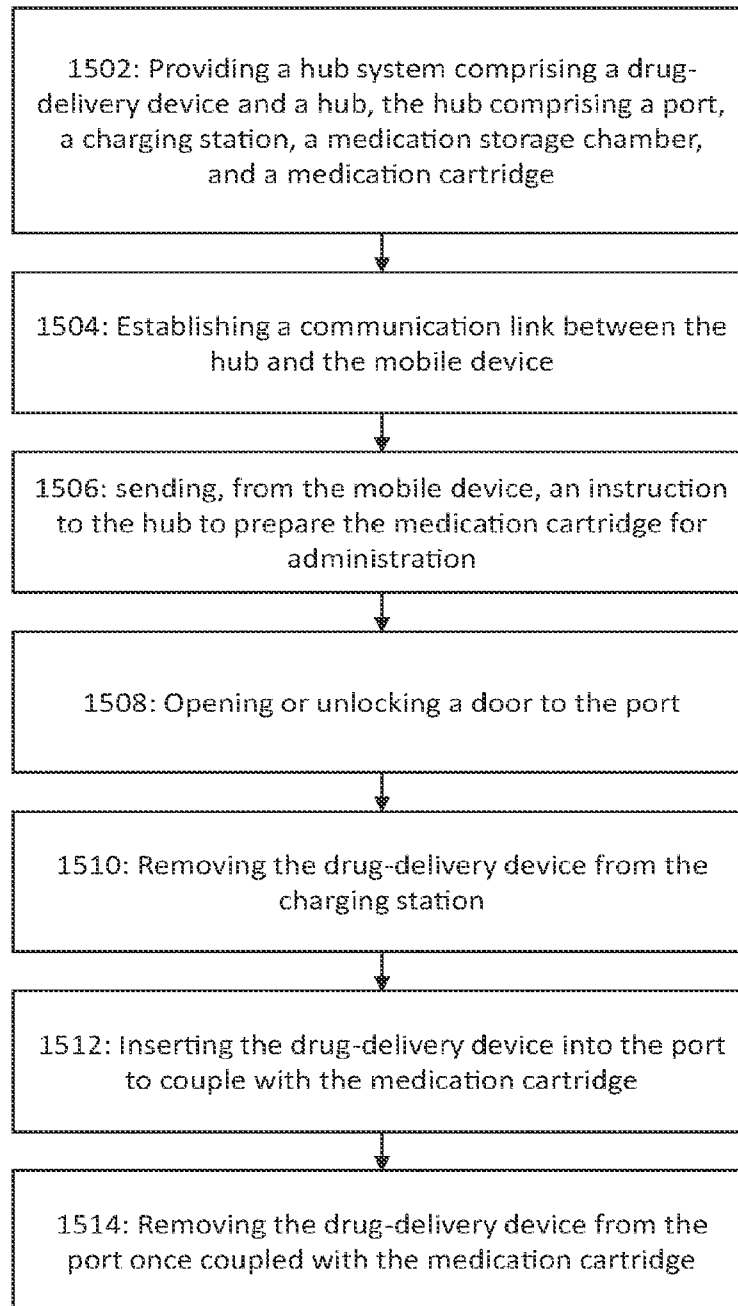 1502: Providing a hub system comprising a drug-
delivery device and a hub, the hub comprising a port,
a charging station, a medication storage chamber,
and a medication cartridge
1504: Establishing a communication link between the
hub and the mobile device
1506: sending, from the mobile device, an instruction
to the hub to prepare the medication cartridge for
administration
1508: Opening or unlocking a door to the port
1510: Removing the drug-delivery device from the
charging station
1512: Inserting the drug-delivery device into the port
to couple with the medication cartridge
1514: Removing the drug-delivery device from the
port once coupled with the medication cartridge